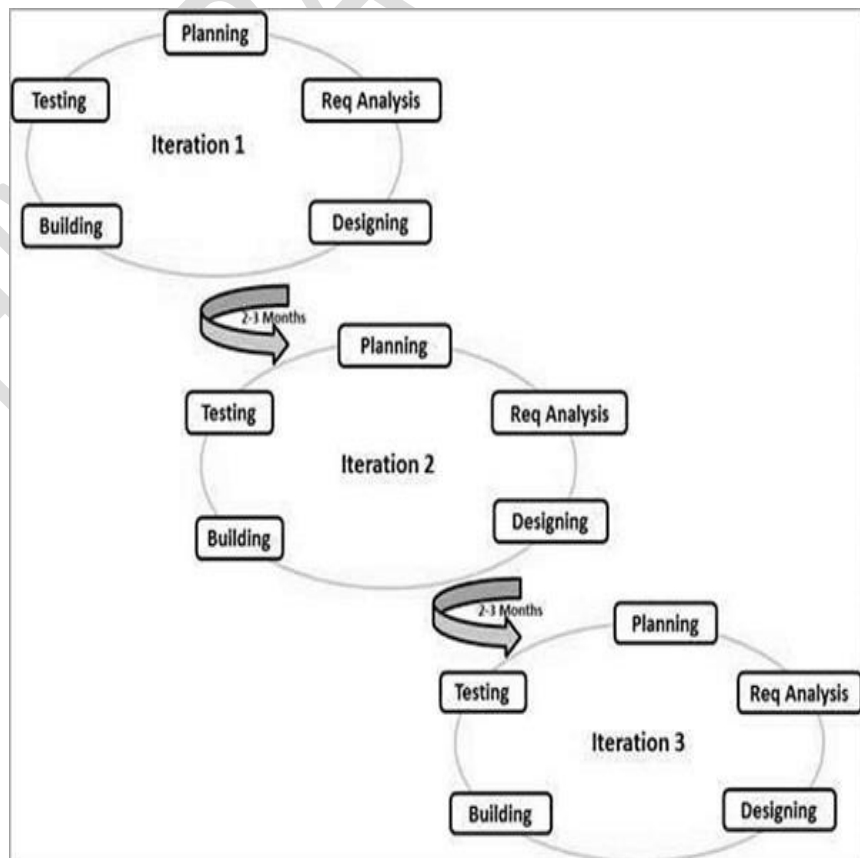 Planning
Testing
Req Analysis
Iteration 1
Building
Designing
2-3 Months
Planning
Testing
Req Analysis
Iteration 2
Building
Designing
2-3 Months
Planning
Testing
Req Analysis
Iteration 3
Building
Designing